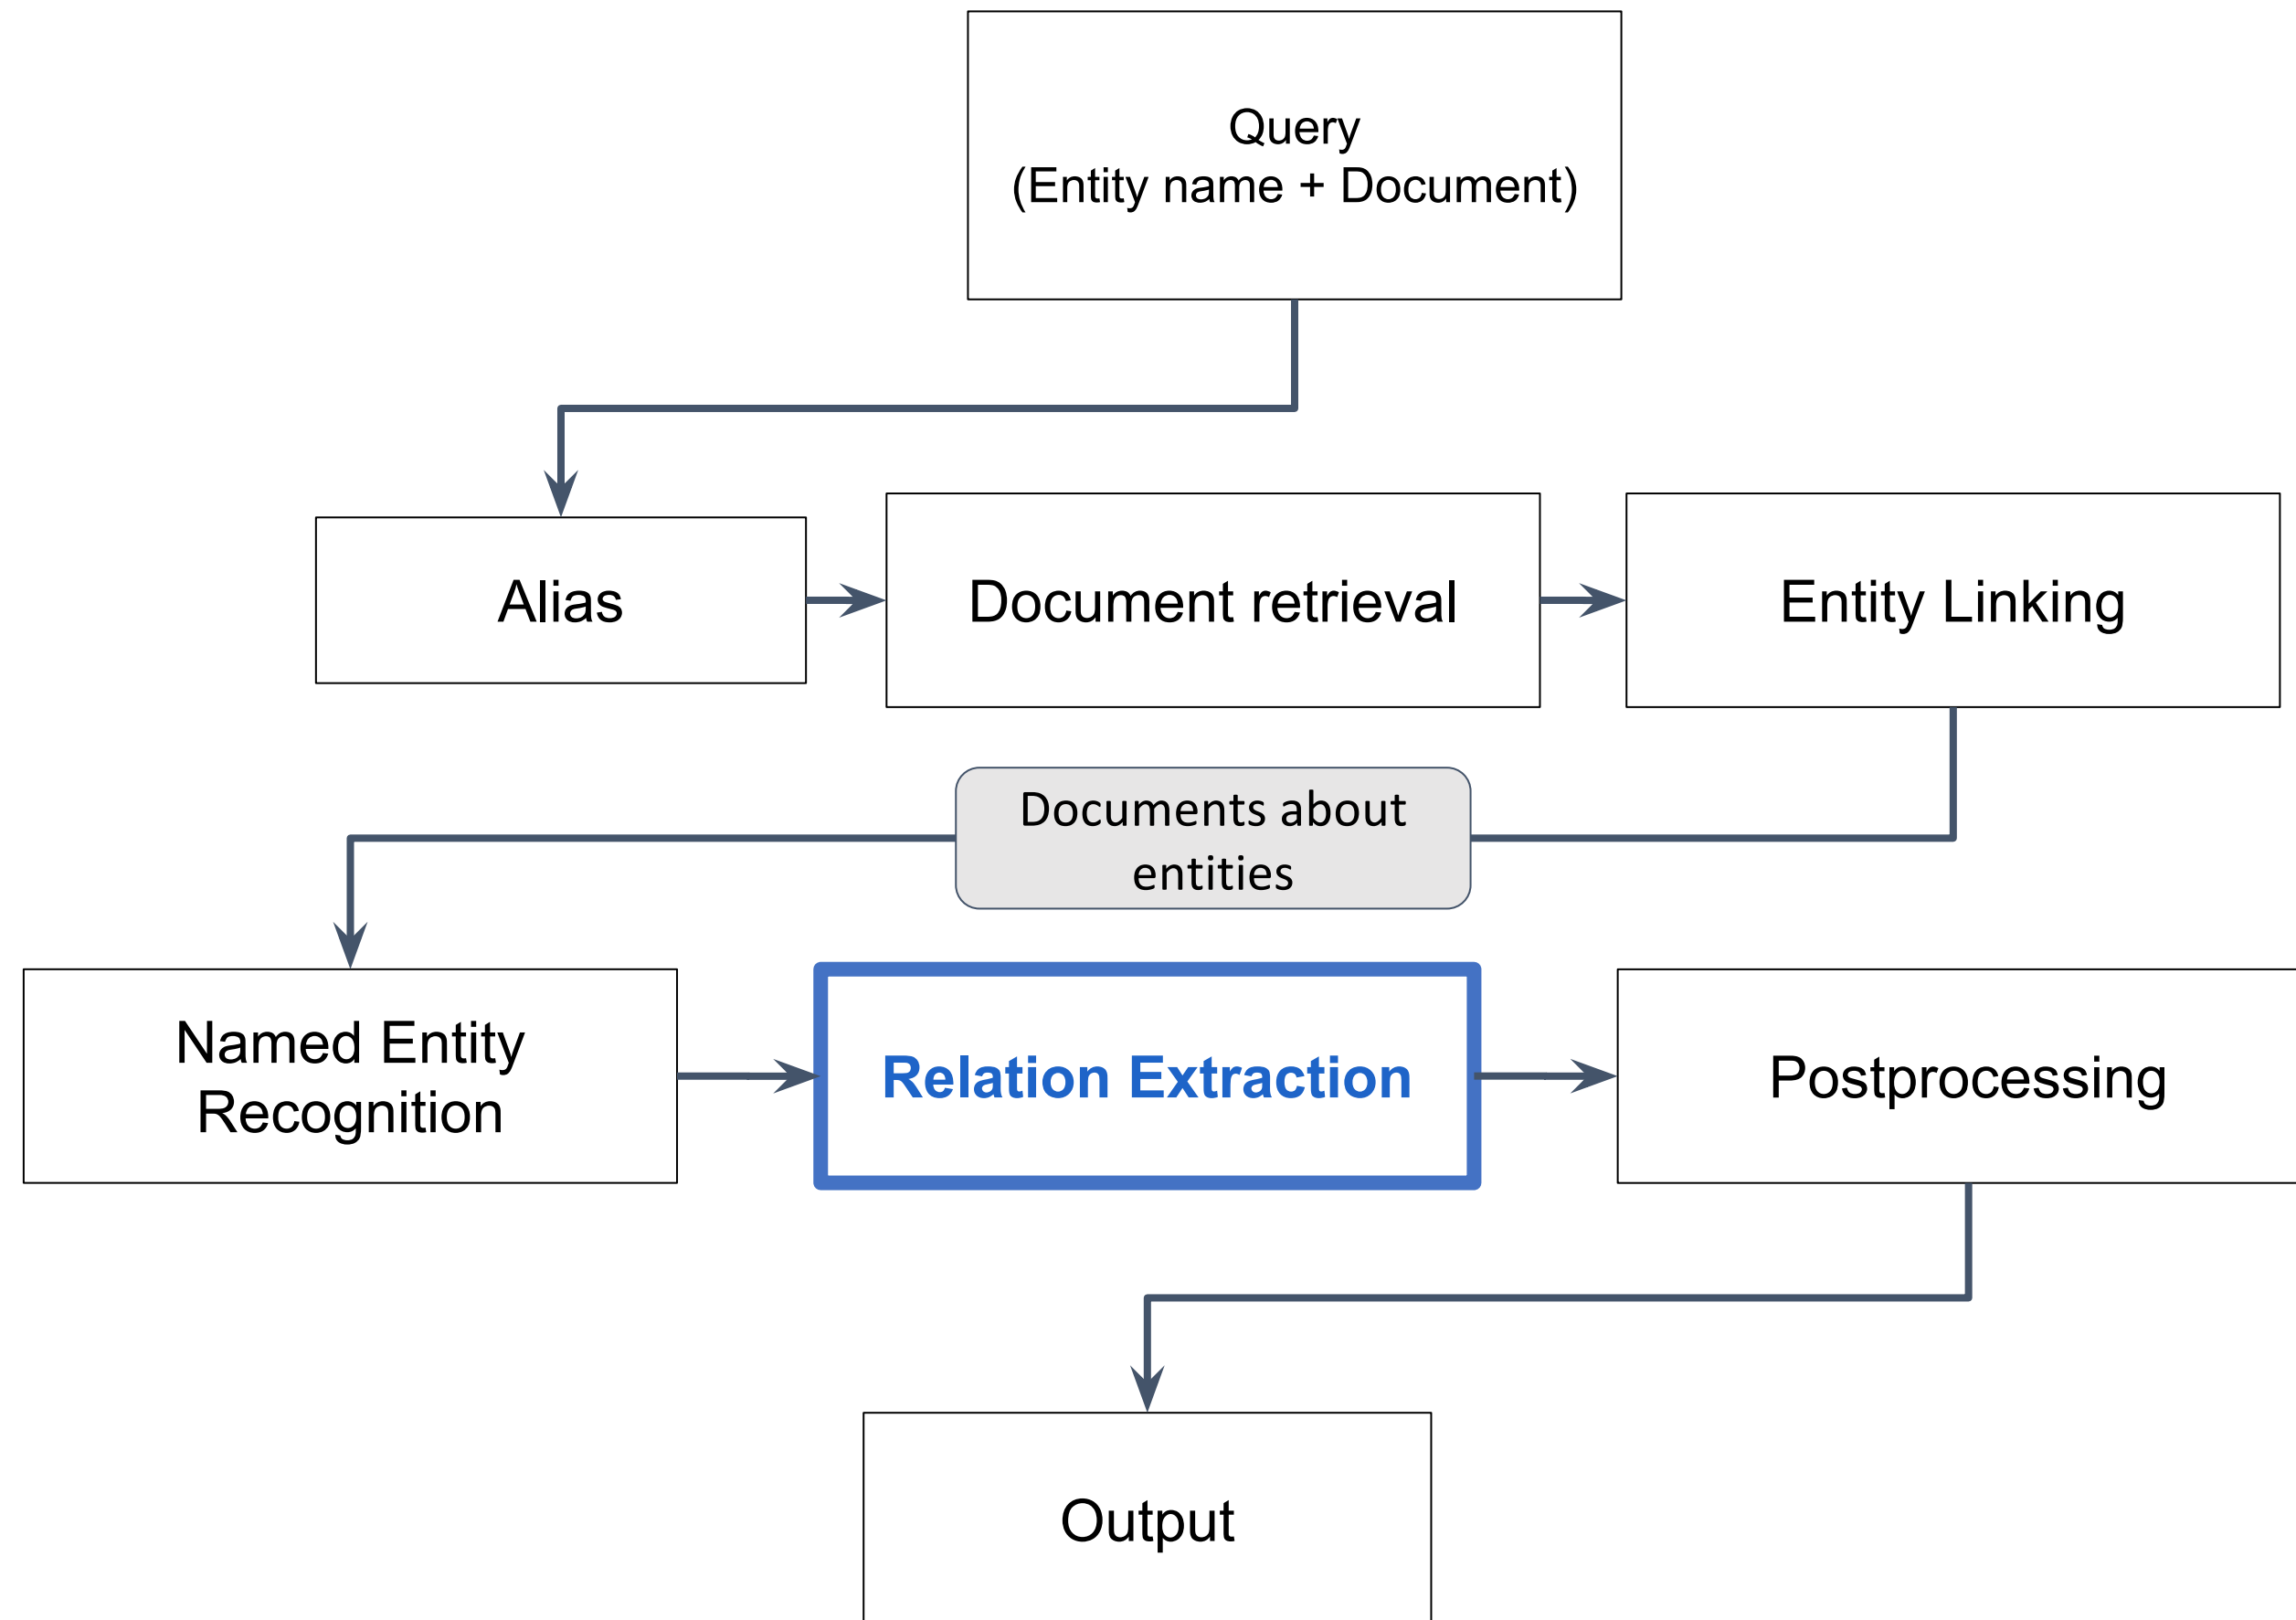 Query
(Entity name + Document)
Alias
Document retrieval
Entity Linking
Documents about
entities
Named Entity
Recognition
Relation Extraction
Postprocessing
Output